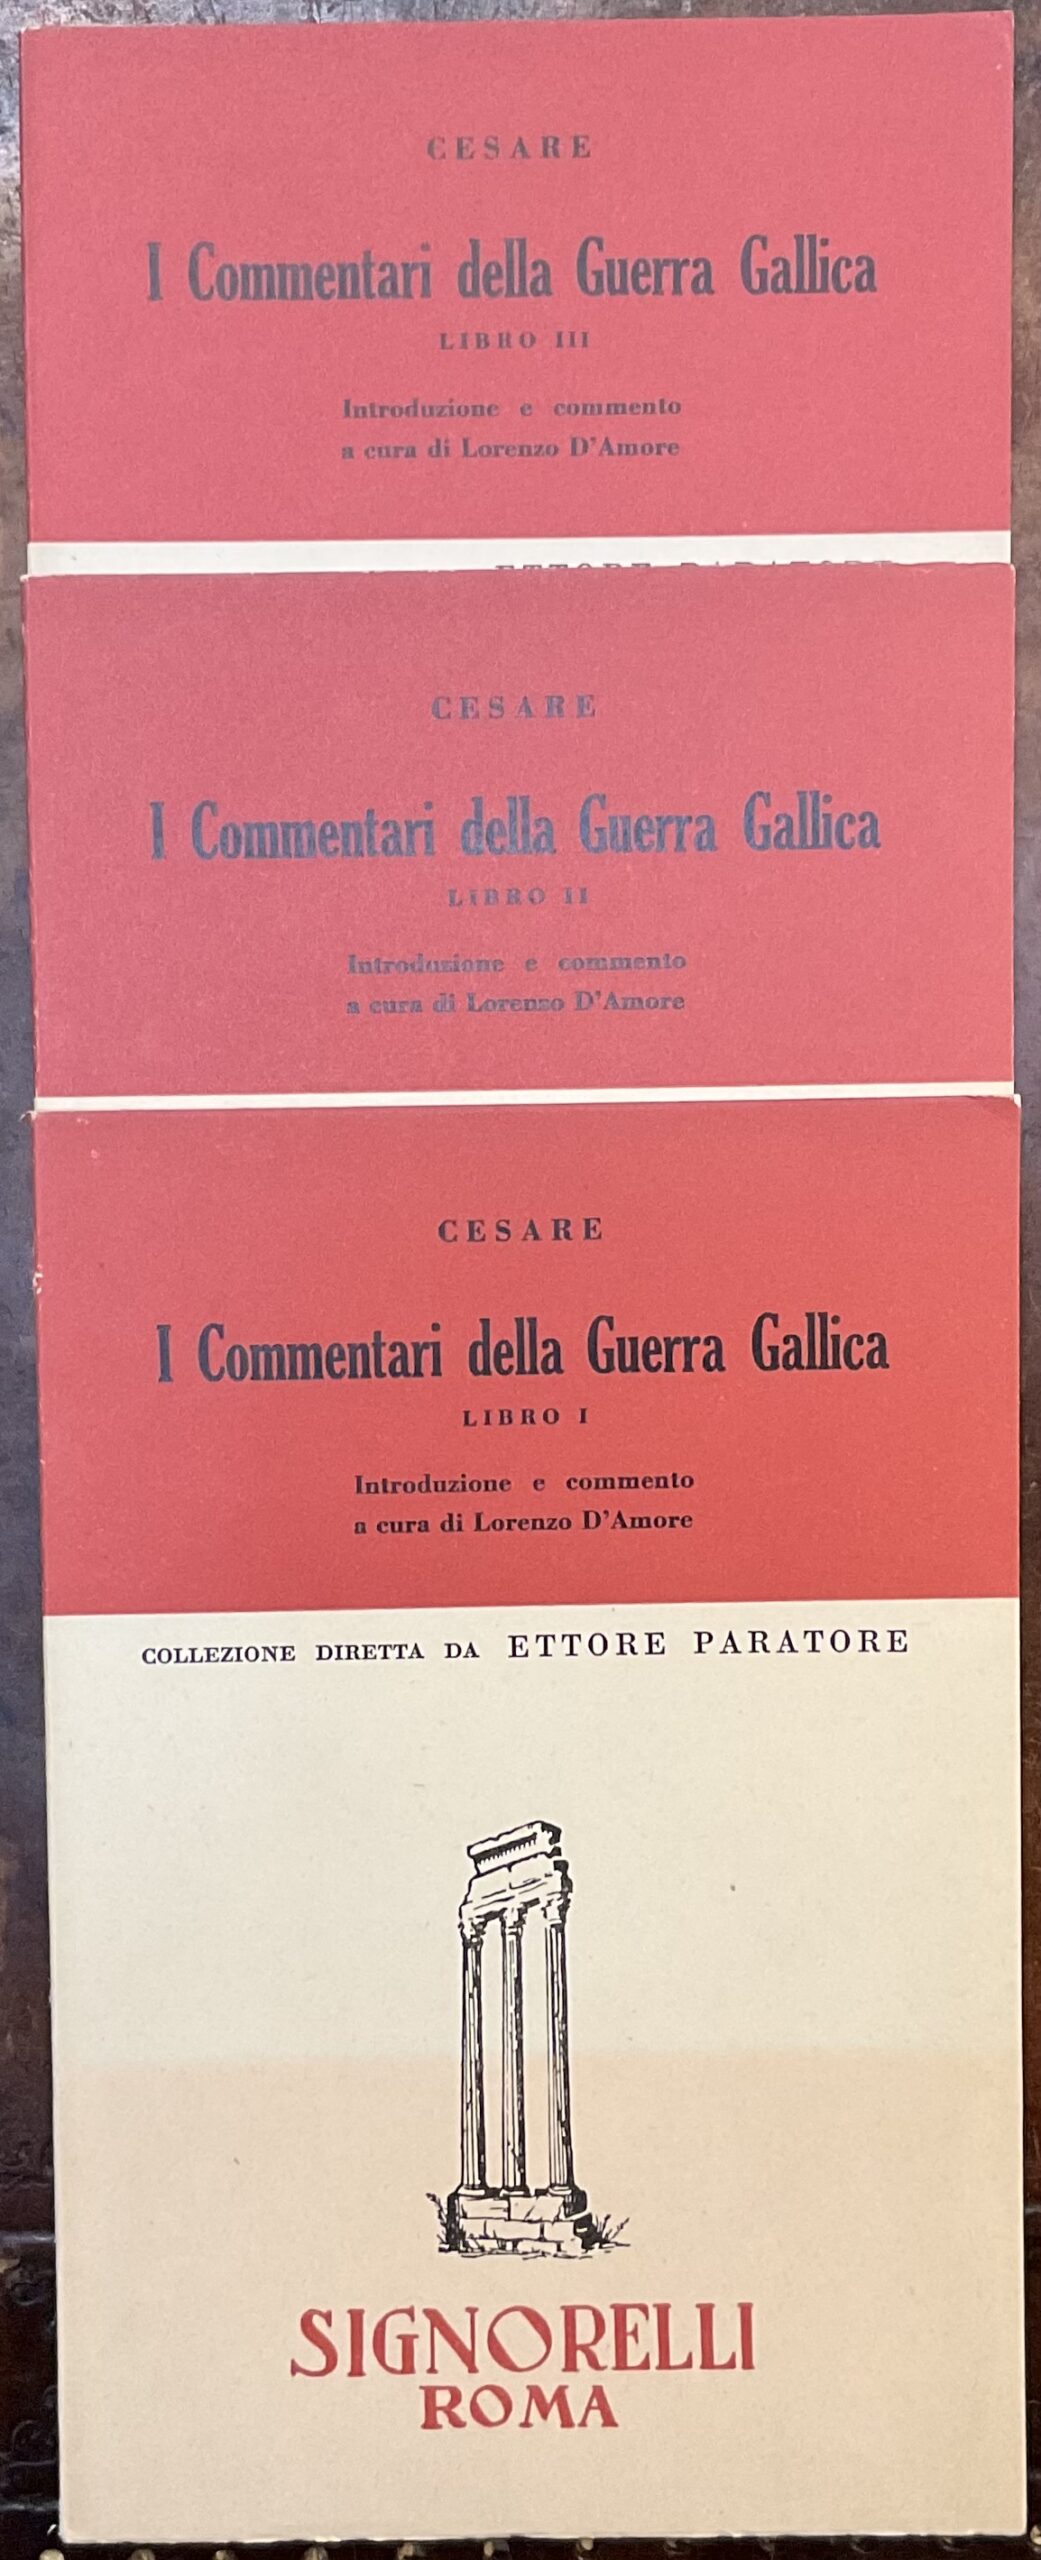 CESARE
I Commentari della Guerra Gallica
LIBRO III
Introduzione e commento
a cura di Lorenzo D'Amore
ETTORE PARATORE
CESARE
I Commentari della Guerra Gallica
LIBRO II
Introduzione e commento
a cura di Lorenzo D'Amore
CESARE
I Commentari della Guerra Gallica
LIBRO I
Introduzione e commento
a cura di Lorenzo D'Amore
COLLEZIONE DIRETTA DA ETTORE PARATORE
SIGNORELLI
ROMA